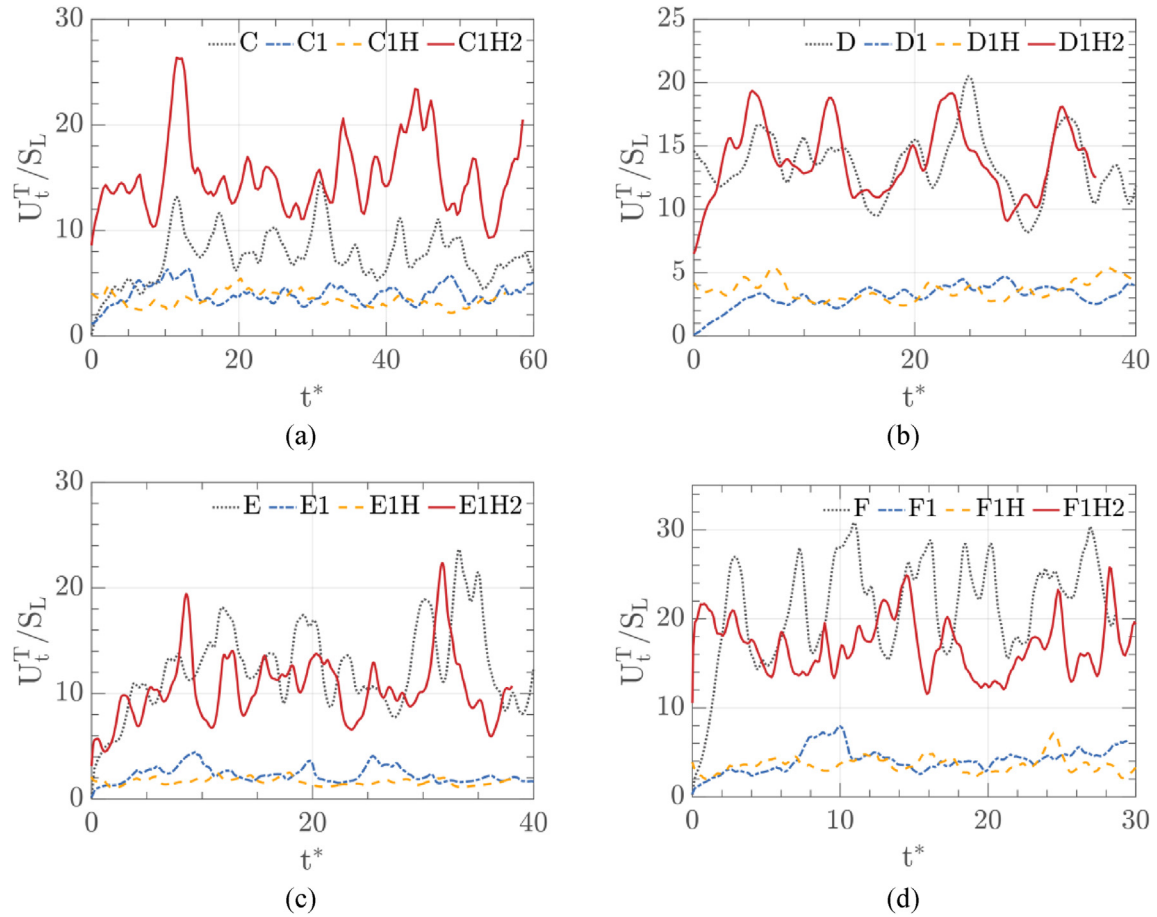 30
20
10
0
U_t^T/S_L
C C1 C1H C1H2
0 20 40 60
t*
(a)
25
20
15
10
5
0
U_t^T/S_L
D D1 D1H D1H2
0 20 40
t*
(b)
30
20
10
0
U_t^T/S_L
E E1 E1H E1H2
0 10 20 30 40
t*
(c)
30
20
10
0
U_t^T/S_L
F F1 F1H F1H2
0 10 20 30
t*
(d)